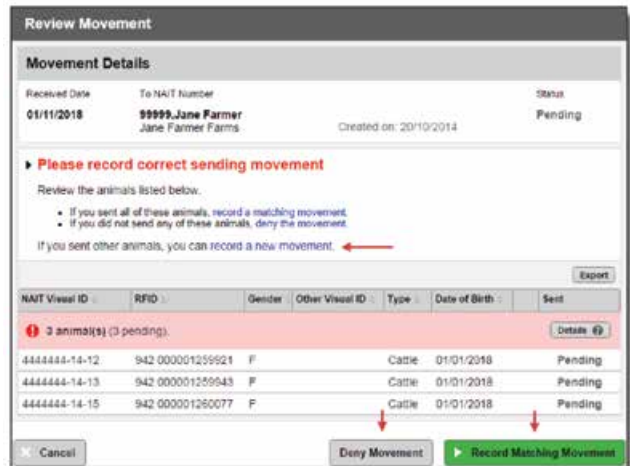 Review Movement
Movement Details
Received Date To NAIT Number Status
01/11/2018 99999.Jane Farmer Pending
Jane Farmer Farms Created on: 20/10/2014
Please record correct sending movement
Review the animals listed below.
• If you sent all of these animals, record a matching movement.
• If you did not send any of these animals, deny the movement.
If you sent other animals, you can record a new movement.
Export
NAIT Visual ID RFID Gender Other Visual ID Type Date of Birth Sent
3 animal(s) (3 pending). Details
4444444-14-12 942 000001259921 F Cattle 01/01/2018 Pending
4444444-14-13 942 000001259943 F Cattle 01/01/2018 Pending
4444444-14-15 942 000001260077 F Cattle 01/01/2018 Pending
Cancel Deny Movement Record Matching Movement